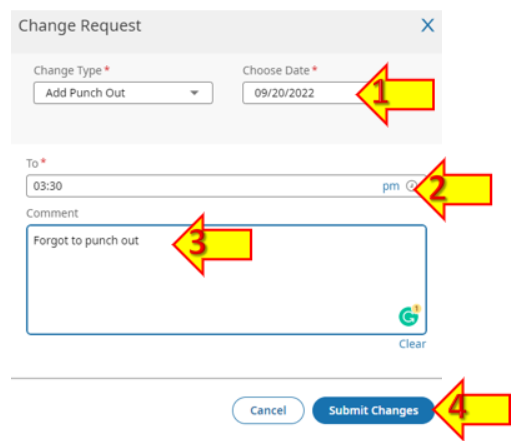 Change Request X
Change Type * Choose Date *
Add Punch Out 09/20/2022
1
To *
03:30 pm
2
Comment
Forgot to punch out
3
G 1
Clear
Cancel Submit Changes
4